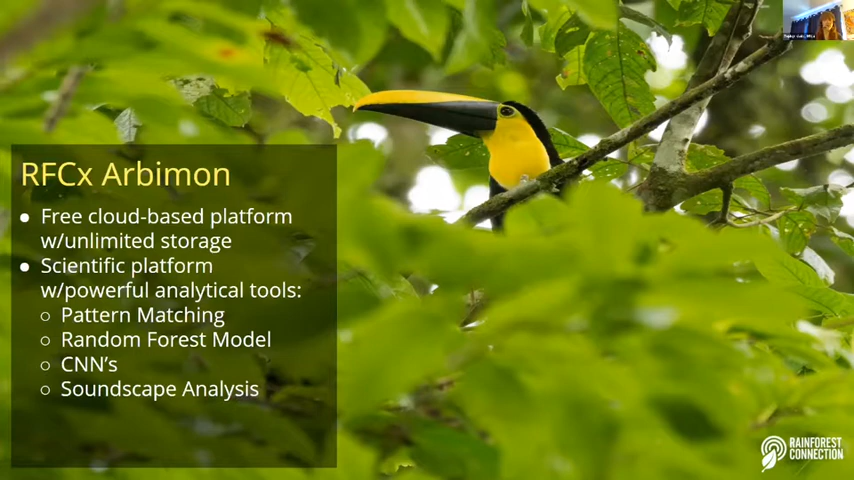 RFCx Arbimon
● Free cloud-based platform
w/unlimited storage
● Scientific platform
w/powerful analytical tools:
○ Pattern Matching
○ Random Forest Model
○ CNN's
○ Soundscape Analysis
RAINFOREST
CONNECTION